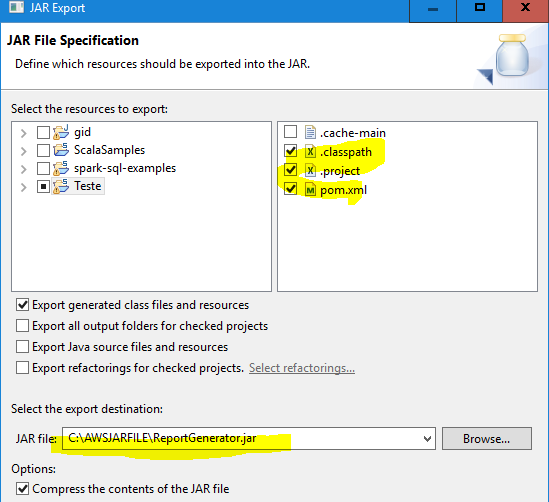 JAR Export
JAR File Specification
Define which resources should be exported into the JAR.
Select the resources to export:
gid
ScalaSamples
spark-sql-examples
Teste
.cache-main
.classpath
.project
pom.xml
Export generated class files and resources
Export all output folders for checked projects
Export Java source files and resources
Export refactorings for checked projects. Select refactorings...
Select the export destination:
JAR file: C:\AWSJARFILE\ReportGenerator.jar Browse...
Options:
Compress the contents of the JAR file